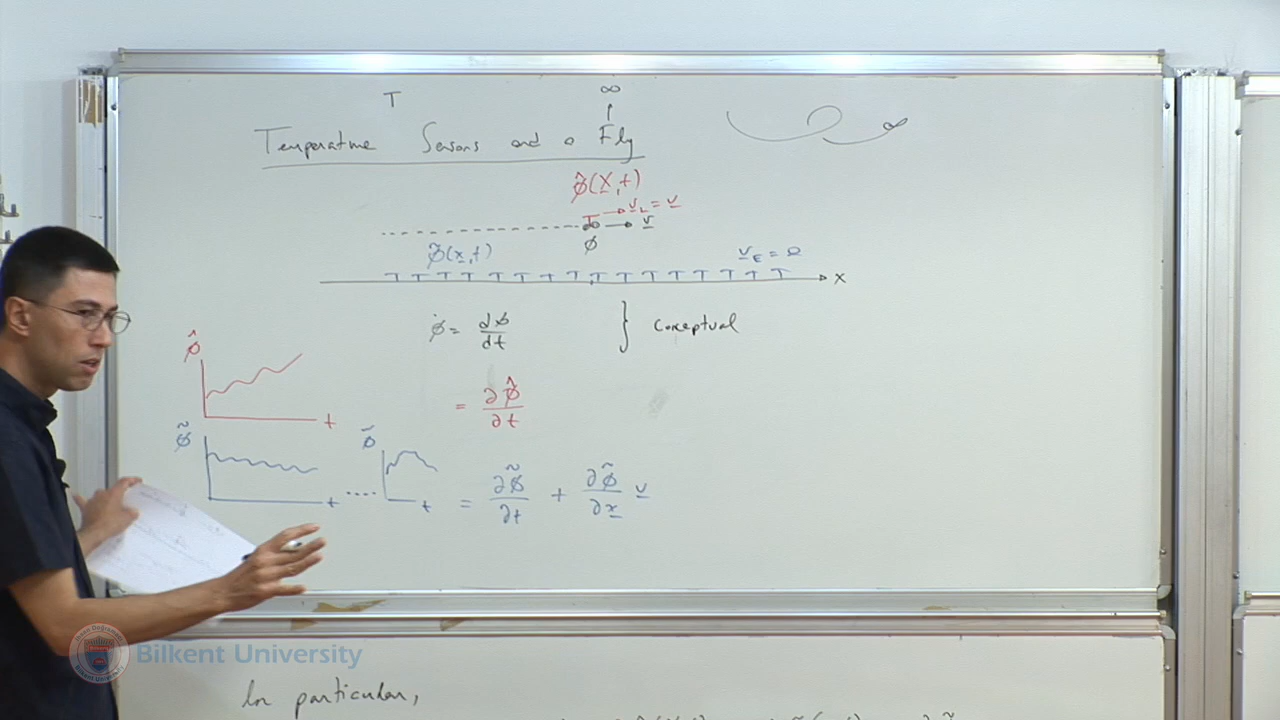 T ∞
Temperature Sensors and a Fly
∞
φ̂(X,t)
v_L = v
v
φ
φ̃(x,t)
v_E = 0
x
φ̇ = dφ/dt } Conceptual
φ̂
t
= ∂φ̂/∂t
φ̃
t
....
φ̃
t
= ∂φ̃/∂t + ∂φ̃/∂x v
Bilkent University
In particular,